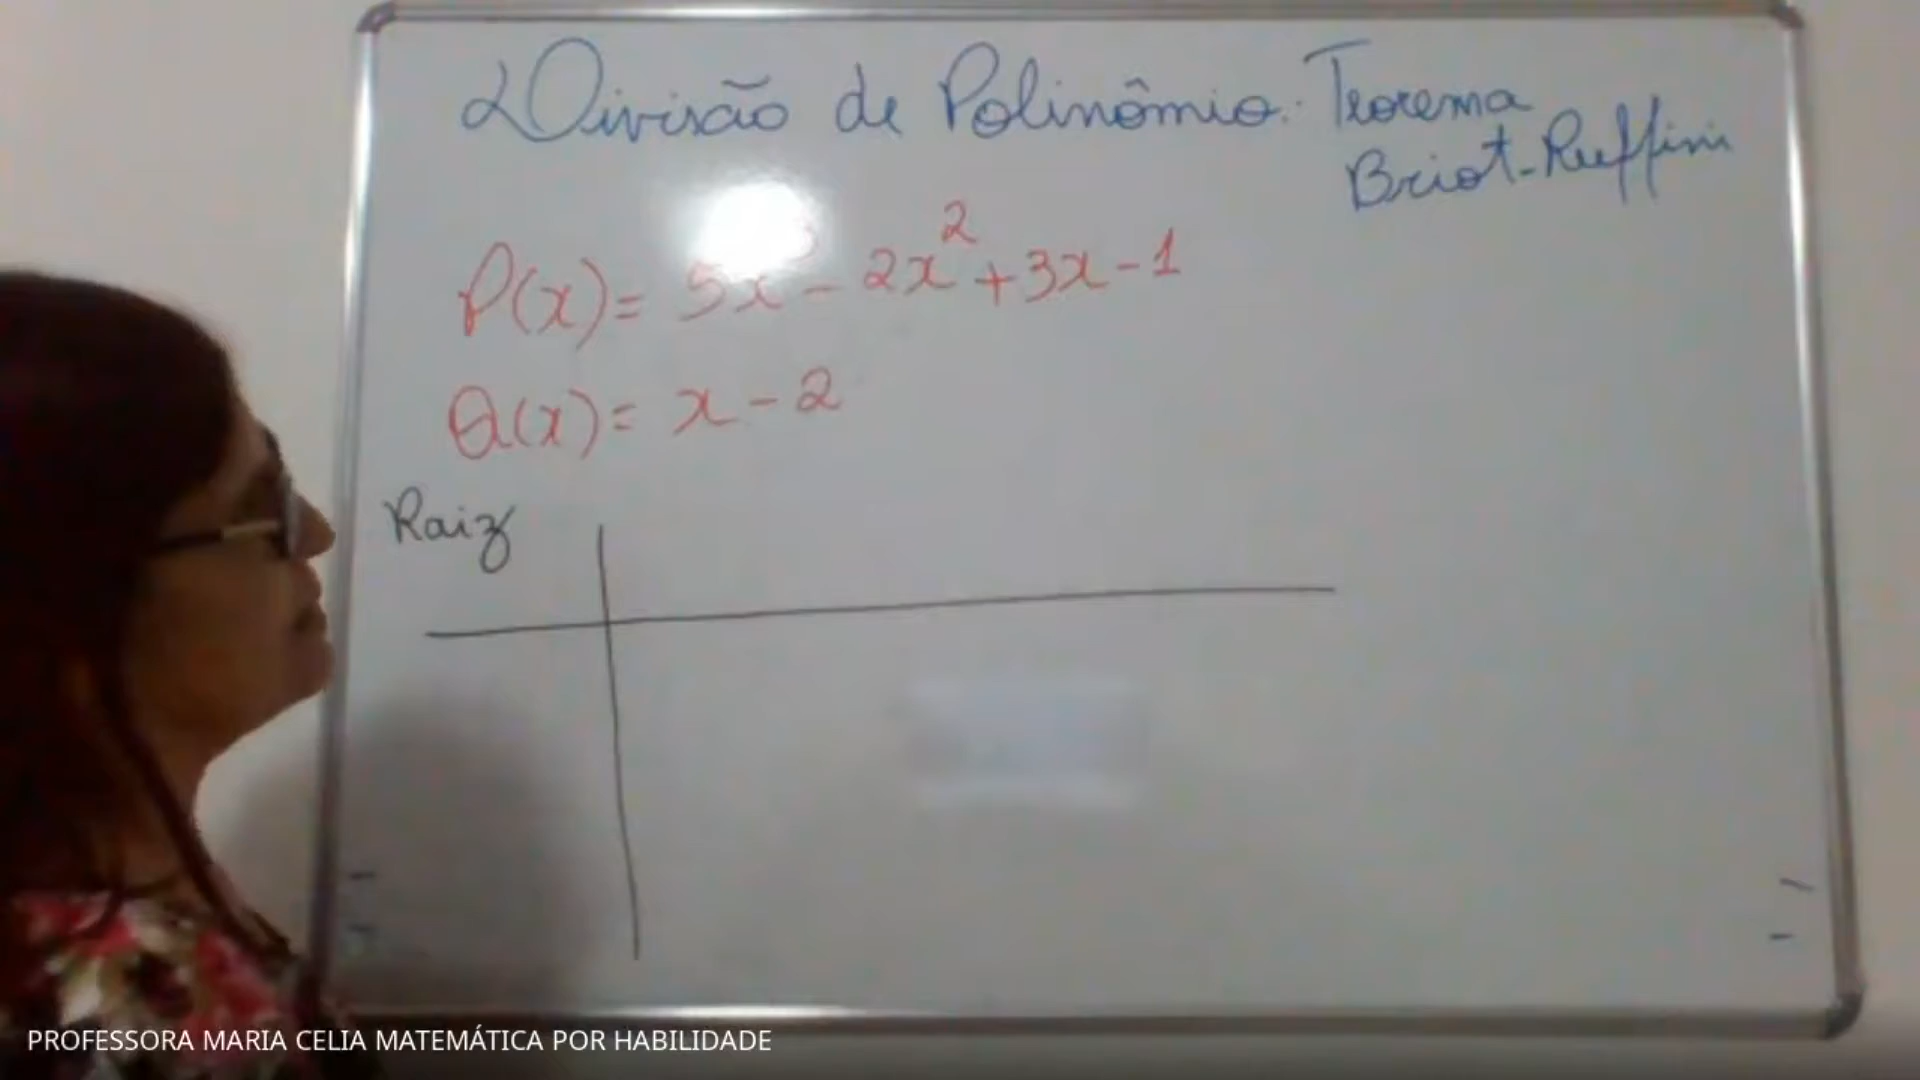 Divisão de Polinômio. Teorema
Briot-Ruffini
P(x) = 5x³ - 2x² + 3x - 1
Q(x) = x - 2
Raiz
PROFESSORA MARIA CELIA MATEMÁTICA POR HABILIDADE